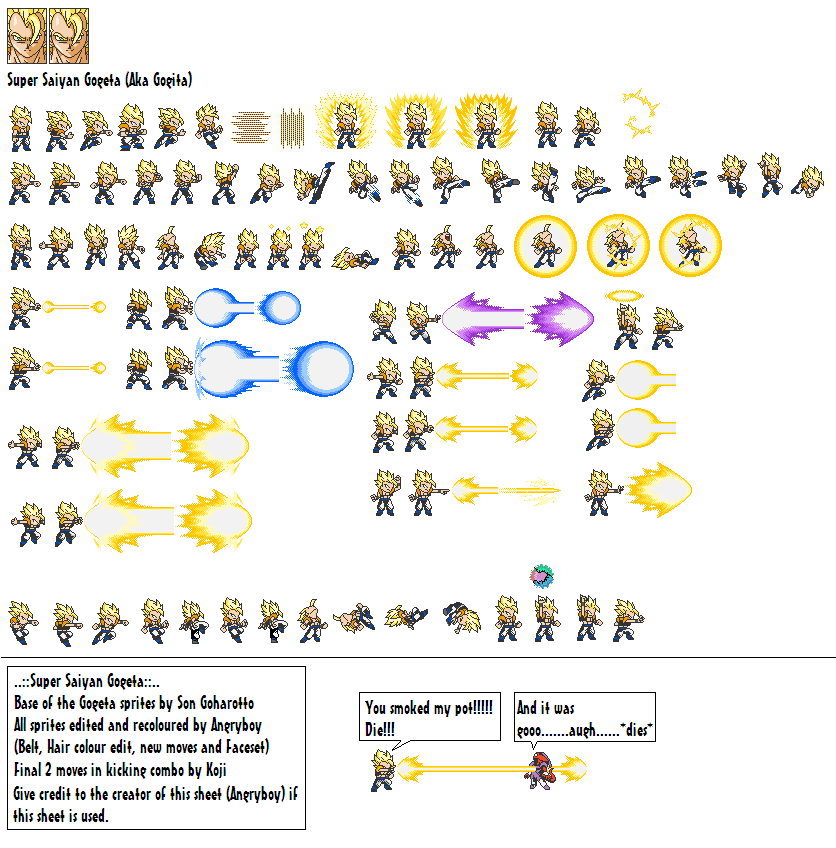 Super Saiyan Gogeta (Aka Gogita)
..::Super Saiyan Gogeta::..
Base of the Gogeta sprites by Son Goharotto
All sprites edited and recoloured by Angryboy
(Belt, Hair colour edit, new moves and Faceset)
Final 2 moves in kicking combo by Koji
Give credit to the creator of this sheet (Angryboy) if
this sheet is used.
You smoked my pot!!!!!
Die!!!
And it was
gooo.......augh......*dies*